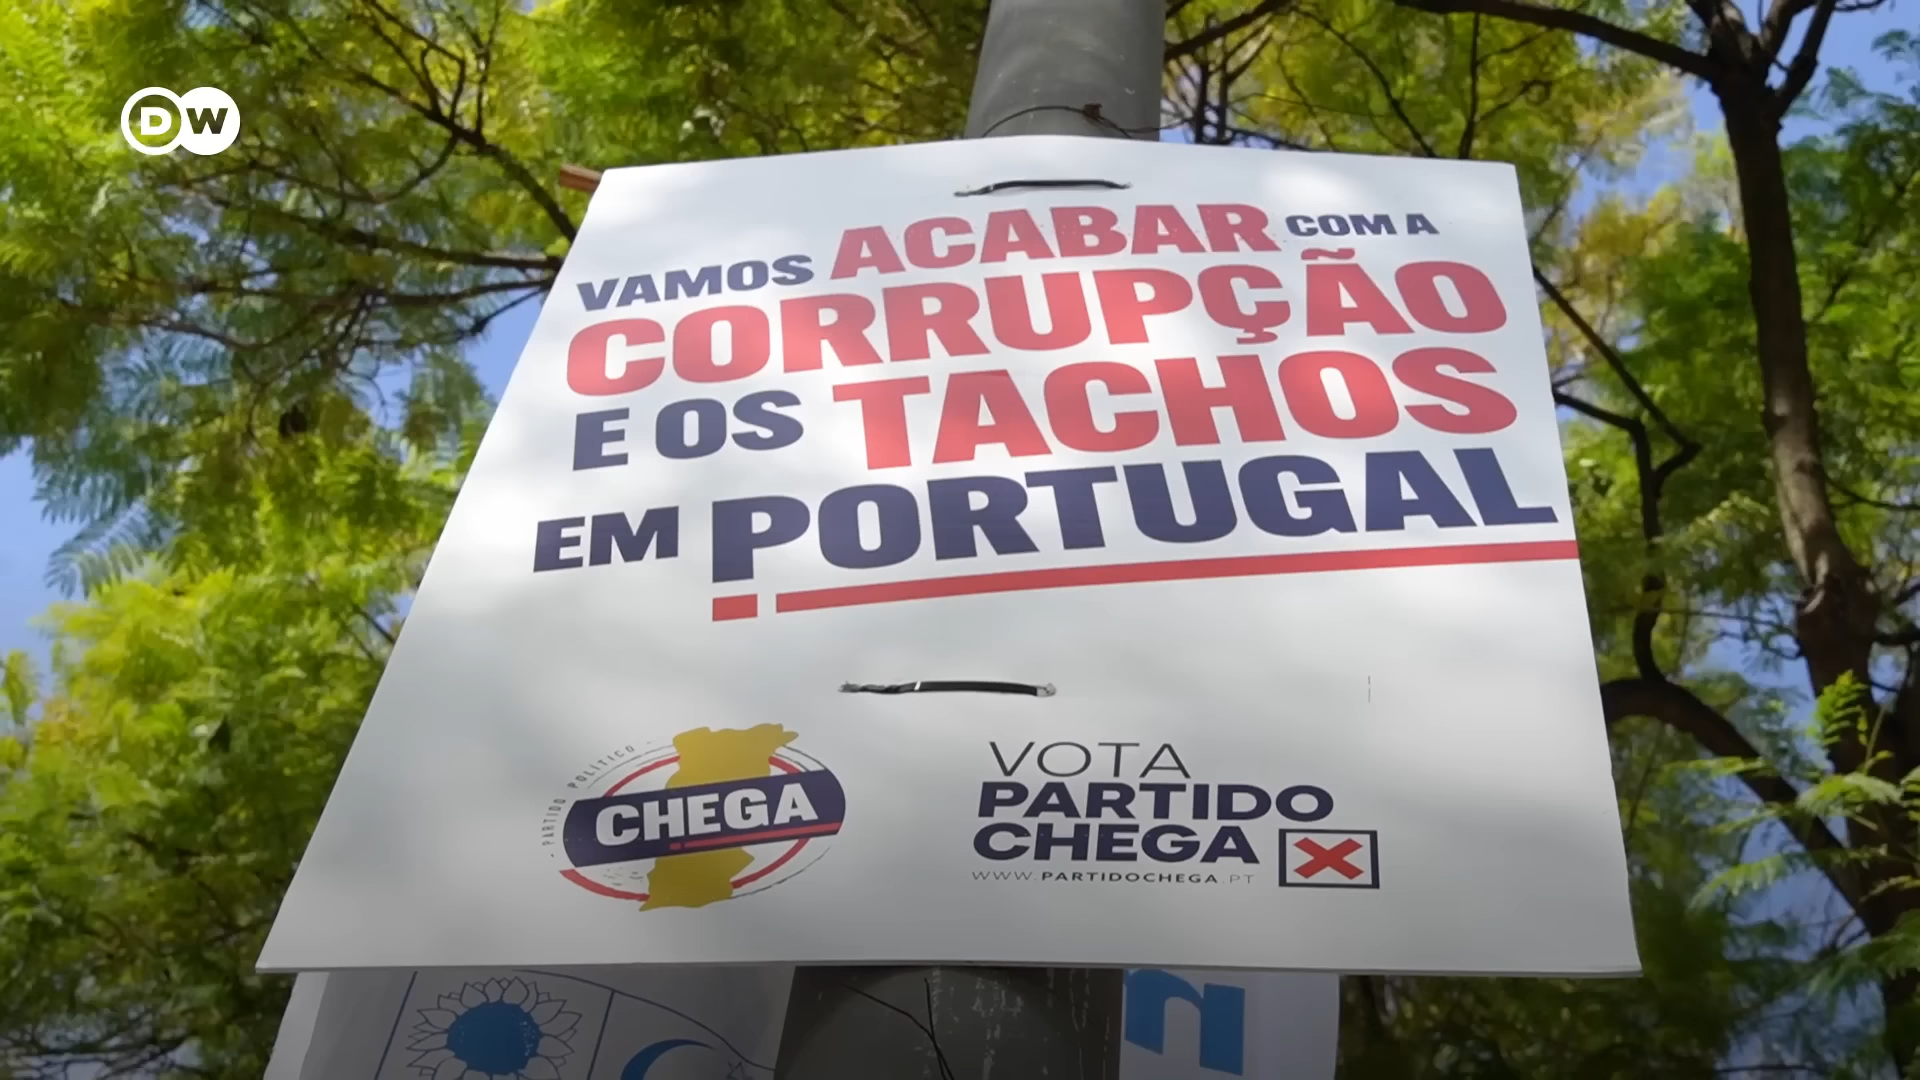 DW
VAMOS ACABAR COM A
CORRUPÇÃO
E OS TACHOS
EM PORTUGAL
- PARTIDO POLÍTICO -
CHEGA
VOTA
PARTIDO
CHEGA
WWW.PARTIDOCHEGA.PT